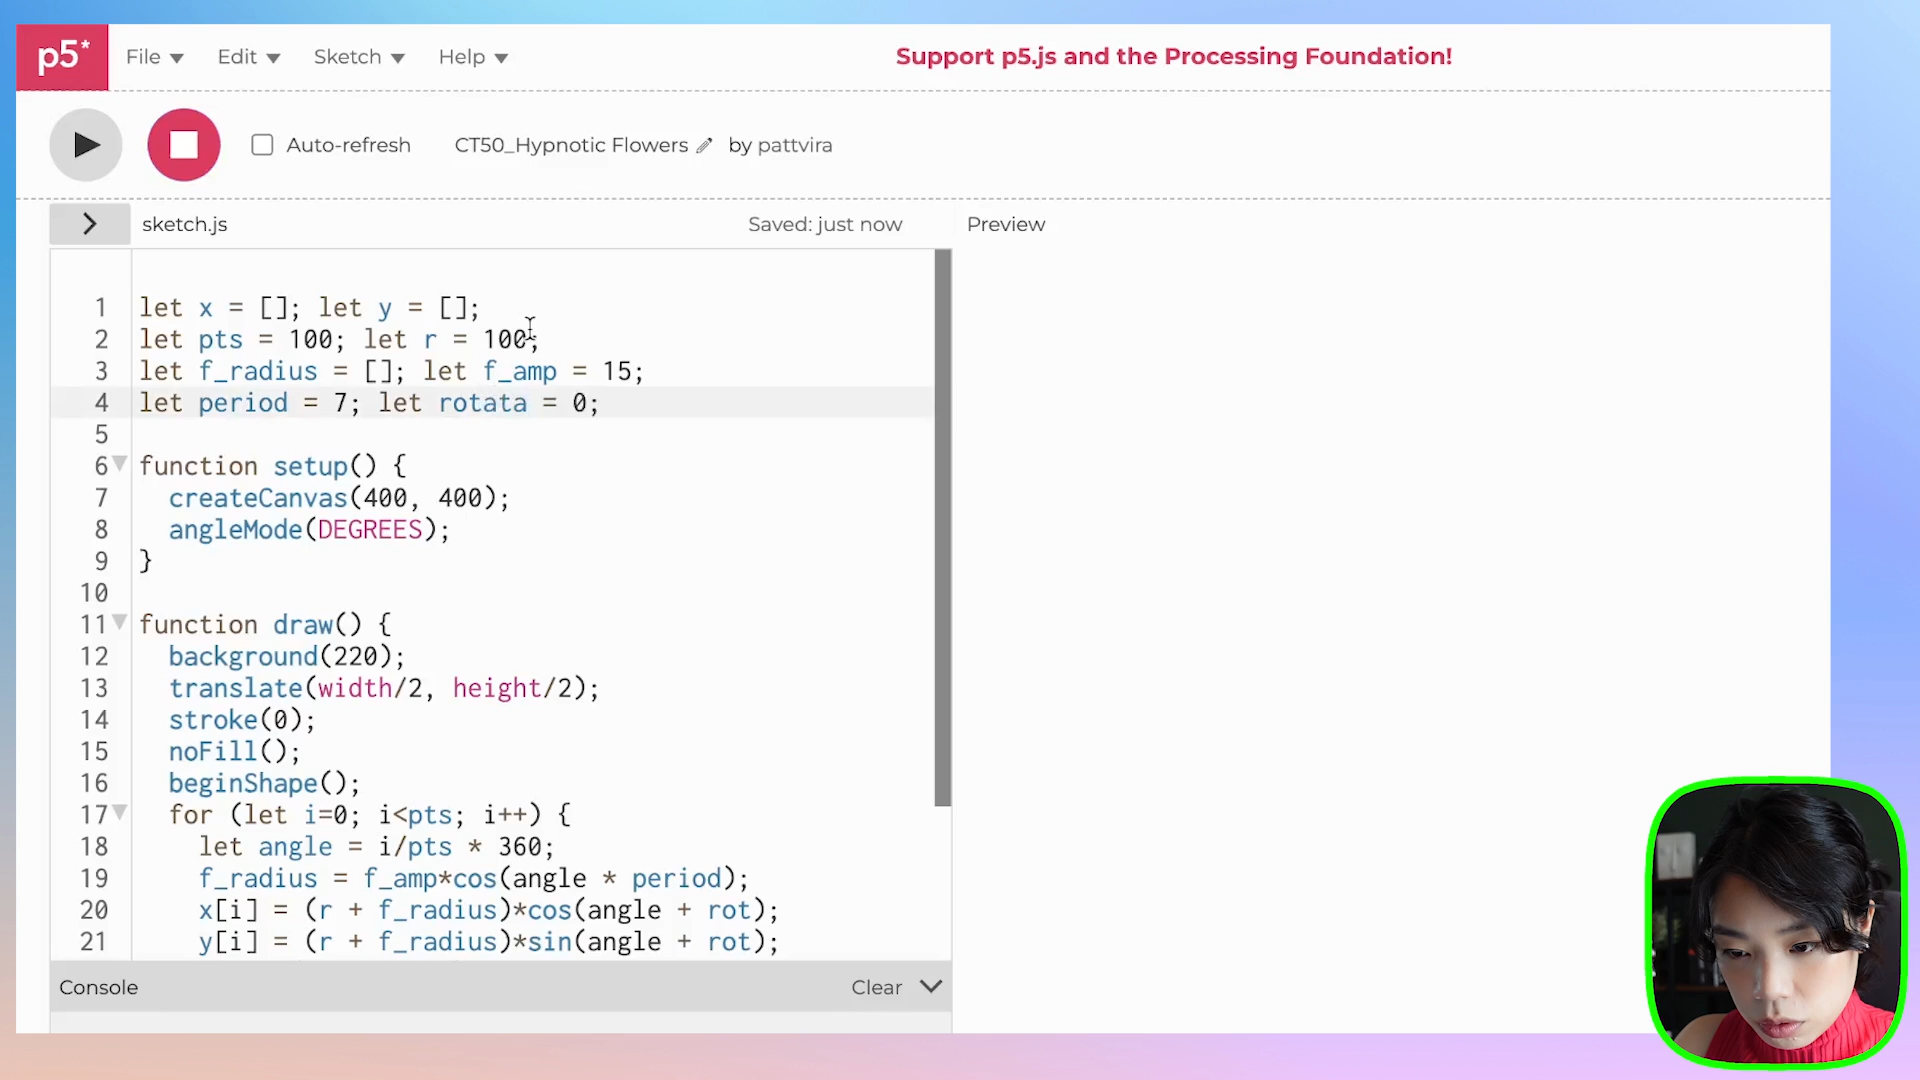 p5* File Edit Sketch Help Support p5.js and the Processing Foundation!
Auto-refresh CT50_Hypnotic Flowers by pattvira
sketch.js Saved: just now Preview
1 let x = []; let y = [];
2 let pts = 100; let r = 100;
3 let f_radius = []; let f_amp = 15;
4 let period = 7; let rotata = 0;
5
6 function setup() {
7 createCanvas(400, 400);
8 angleMode(DEGREES);
9 }
10
11 function draw() {
12 background(220);
13 translate(width/2, height/2);
14 stroke(0);
15 noFill();
16 beginShape();
17 for (let i=0; i<pts; i++) {
18 let angle = i/pts * 360;
19 f_radius = f_amp*cos(angle * period);
20 x[i] = (r + f_radius)*cos(angle + rot);
21 y[i] = (r + f_radius)*sin(angle + rot);
Console Clear